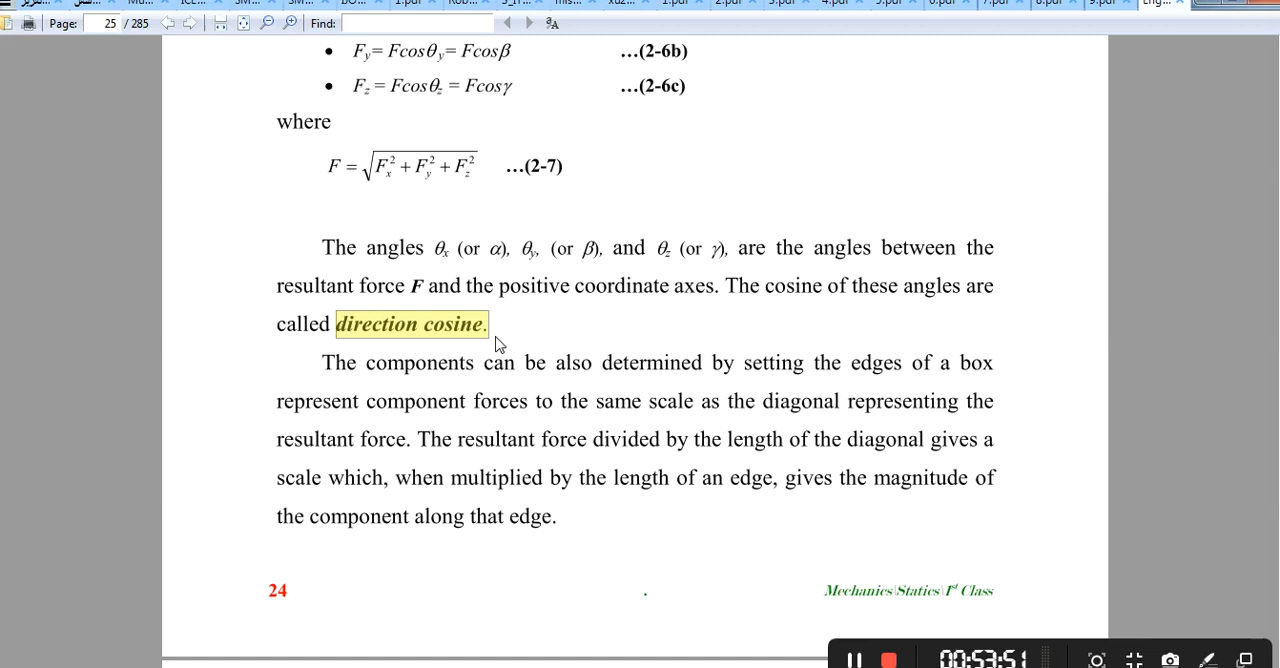 Page: 25 / 285 Find:
• Fy= Fcosθy= Fcosβ …(2-6b)
• Fz = Fcosθz = Fcosγ …(2-6c)
where
F = √Fx² + Fy² + Fz² …(2-7)
The angles θx (or α), θy, (or β), and θz (or γ), are the angles between the
resultant force F and the positive coordinate axes. The cosine of these angles are
called direction cosine.
The components can be also determined by setting the edges of a box
represent component forces to the same scale as the diagonal representing the
resultant force. The resultant force divided by the length of the diagonal gives a
scale which, when multiplied by the length of an edge, gives the magnitude of
the component along that edge.
24 . Mechanics\Statics\1st Class
00:53:51